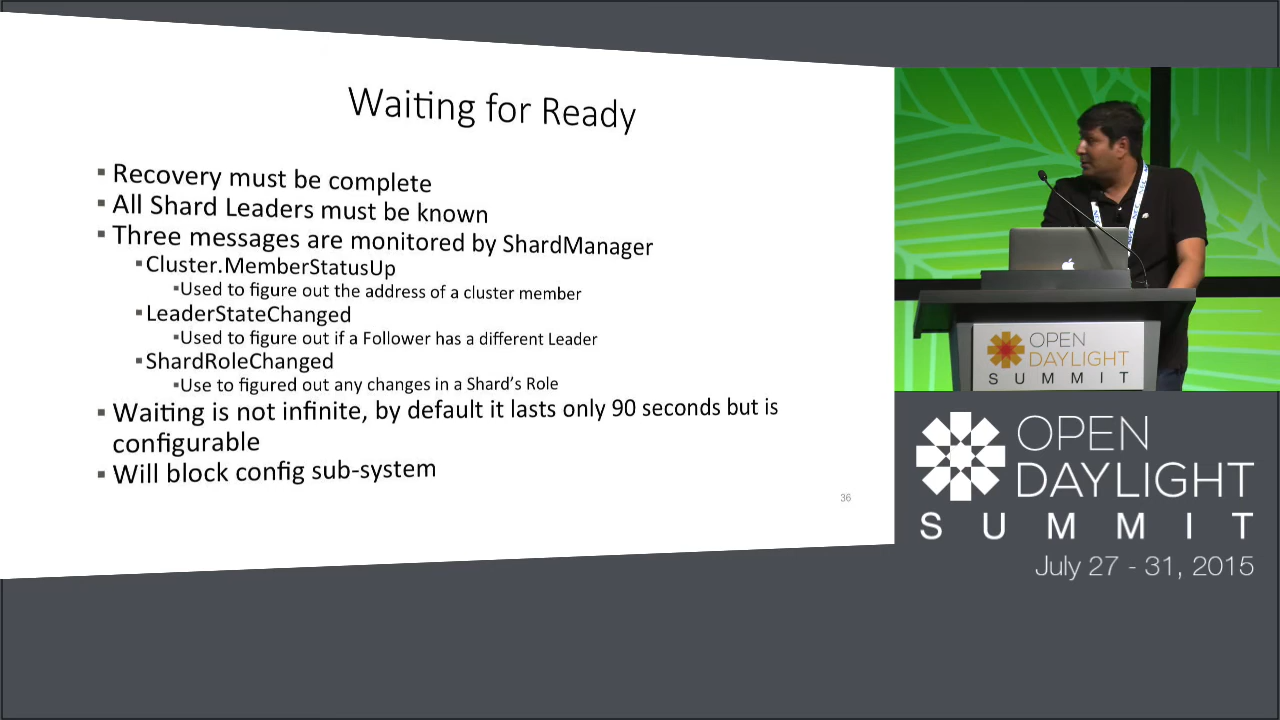 Waiting for Ready
▪ Recovery must be complete
▪ All Shard Leaders must be known
▪ Three messages are monitored by ShardManager
▪ Cluster.MemberStatusUp
▪ Used to figure out the address of a cluster member
▪ LeaderStateChanged
▪ Used to figure out if a Follower has a different Leader
▪ ShardRoleChanged
▪ Use to figured out any changes in a Shard's Role
▪ Waiting is not infinite, by default it lasts only 90 seconds but is
configurable
▪ Will block config sub-system
36
OPEN
DAYLIGHT
SUMMIT
OPEN
DAYLIGHT
SUMMIT
July 27 - 31, 2015